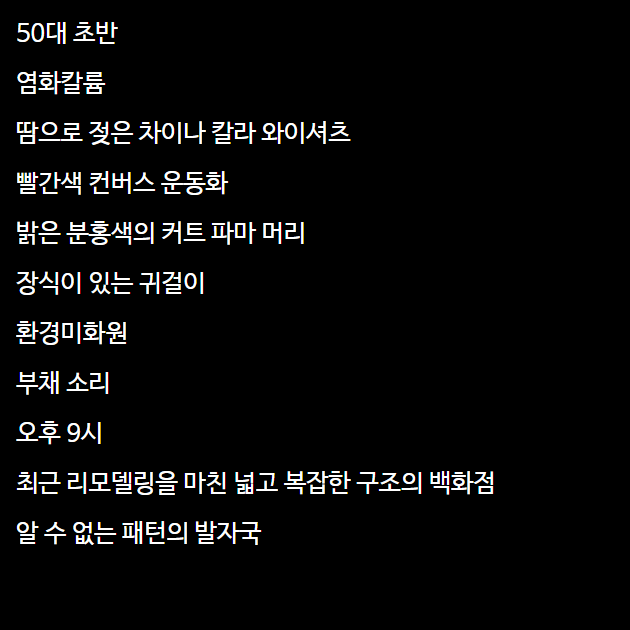 50대 초반
염화칼륨
땀으로 젖은 차이나 칼라 와이셔츠
빨간색 컨버스 운동화
밝은 분홍색의 커트 파마 머리
장식이 있는 귀걸이
환경미화원
부채 소리
오후 9시
최근 리모델링을 마친 넓고 복잡한 구조의 백화점
알 수 없는 패턴의 발자국